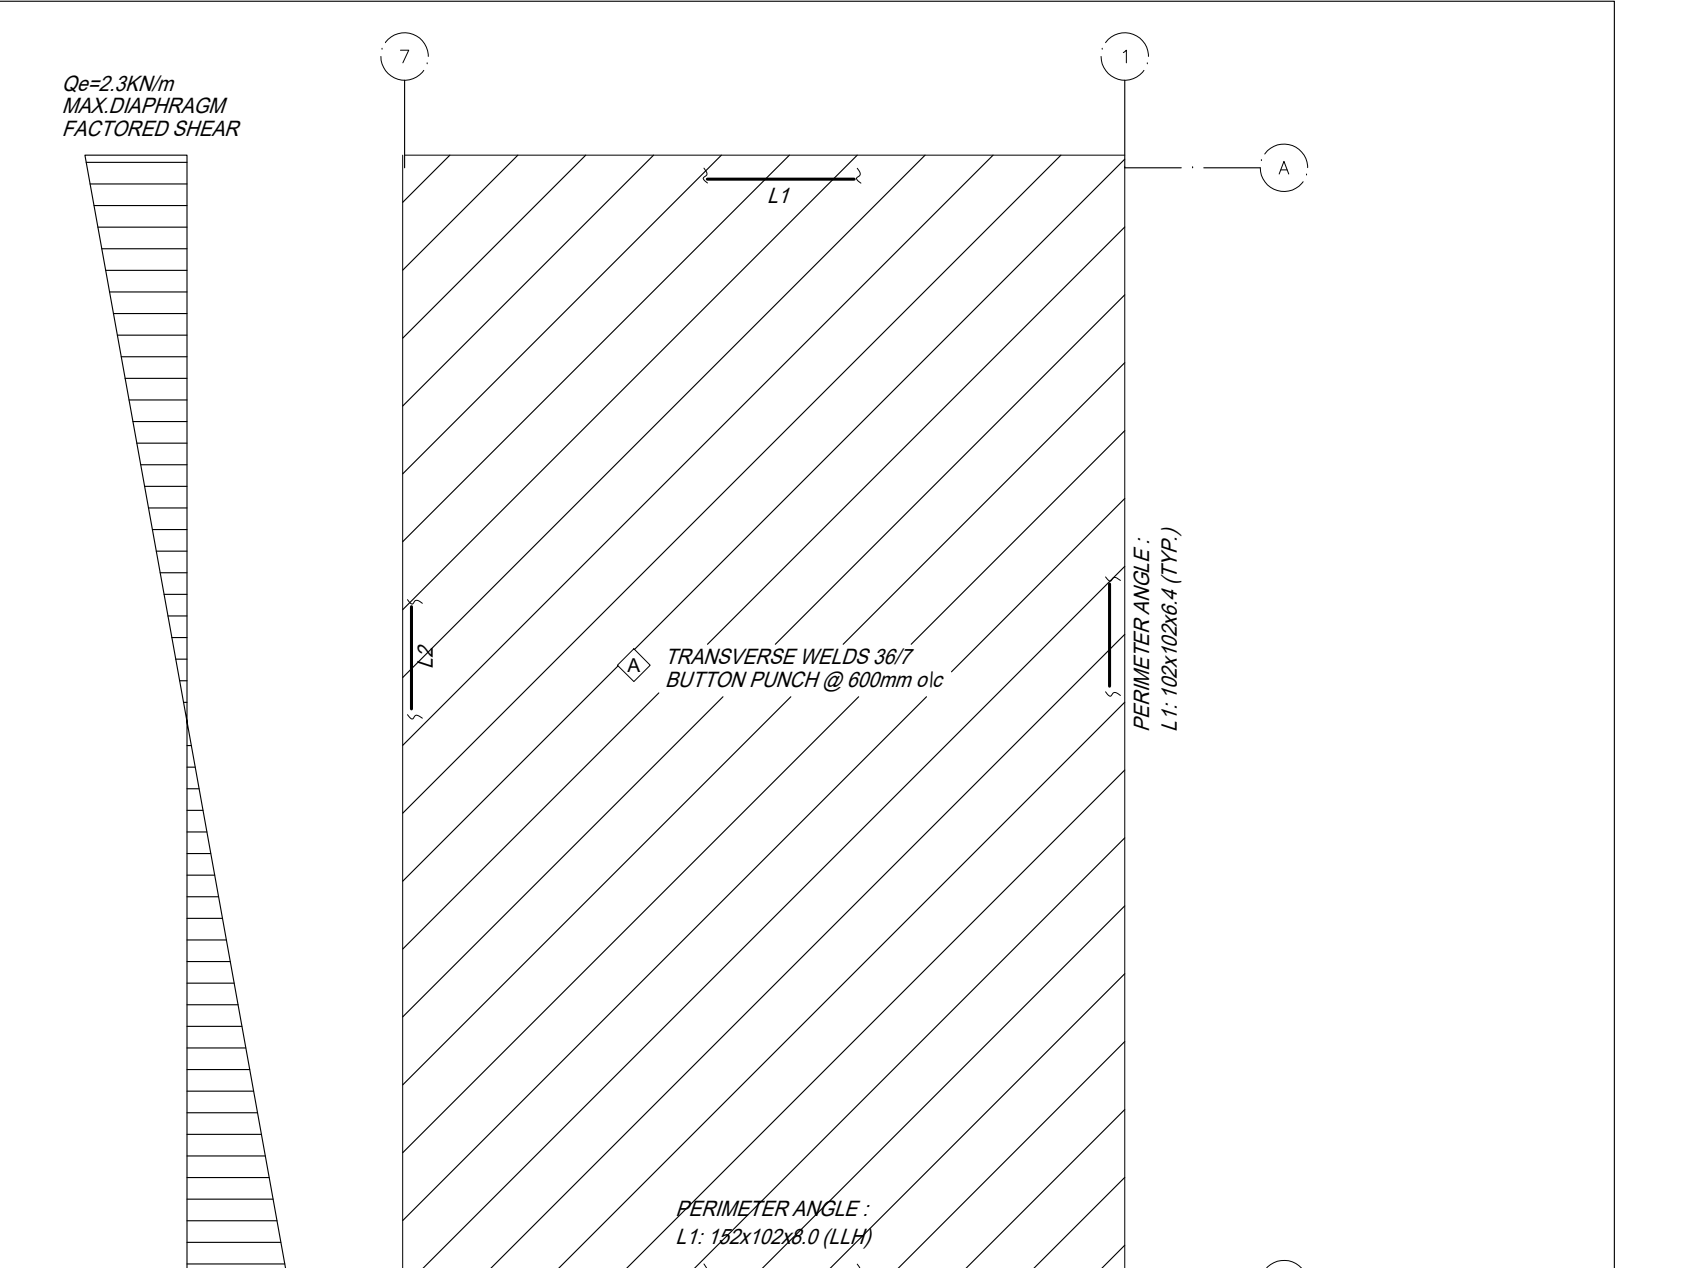 7
1
Qe=2.3KN/m
MAX.DIAPHRAGM
FACTORED SHEAR
A
L1
PERIMETER ANGLE :
L1: 102x102x6.4 (TYP.)
L2
A
TRANSVERSE WELDS 36/7
BUTTON PUNCH @ 600mm o\c
PERIMETER ANGLE :
L1: 152x102x8.0 (LLH)